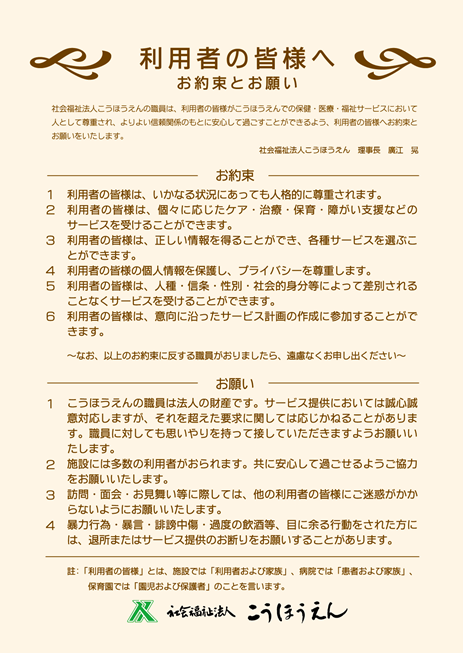 利用者の皆様へ
お約束とお願い
社会福祉法人こうほうえんの職員は、利用者の皆様がこうほうえんでの保健・医療・福祉サービスにおいて
人として尊重され、よりよい信頼関係のもとに安心して過ごすことができるよう、利用者の皆様へお約束と
お願いをいたします。
社会福祉法人こうほうえん 理事長 廣江 晃
お約束
1 利用者の皆様は、いかなる状況にあっても人格的に尊重されます。
2 利用者の皆様は、個々に応じたケア・治療・保育・障がい支援などの
サービスを受けることができます。
3 利用者の皆様は、正しい情報を得ることができ、各種サービスを選ぶこ
とができます。
4 利用者の皆様の個人情報を保護し、プライバシーを尊重します。
5 利用者の皆様は、人種・信条・性別・社会的身分等によって差別される
ことなくサービスを受けることができます。
6 利用者の皆様は、意向に沿ったサービス計画の作成に参加することがで
きます。
〜なお、以上のお約束に反する職員がおりましたら、遠慮なくお申し出ください〜
お願い
1 こうほうえんの職員は法人の財産です。サービス提供においては誠心誠
意対応しますが、それを超えた要求に関しては応じかねることがありま
す。職員に対しても思いやりを持って接していただきますようお願いい
たします。
2 施設には多数の利用者がおられます。共に安心して過ごせるようご協力
をお願いいたします。
3 訪問・面会・お見舞い等に際しては、他の利用者の皆様にご迷惑がかか
らないようにお願いいたします。
4 暴力行為・暴言・誹謗中傷・過度の飲酒等、目に余る行動をされた方に
は、退所またはサービス提供のお断りをお願いすることがあります。
註:「利用者の皆様」とは、施設では「利用者および家族」、病院では「患者および家族」、
保育園では「園児および保護者」のことを言います。
社会福祉法人 こうほうえん